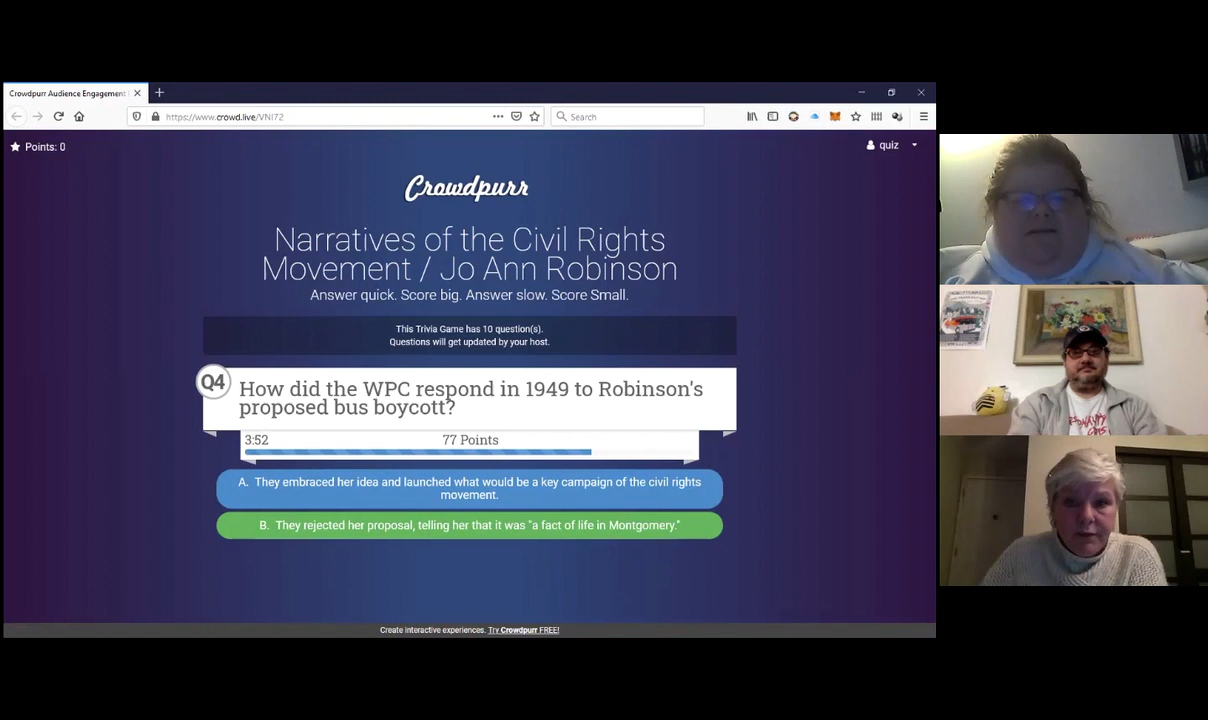 Crowdpurr Audience Engagement
https://www.crowd.live/VNI72
Search
Points: 0
quiz
Crowdpurr
Narratives of the Civil Rights
Movement / Jo Ann Robinson
Answer quick. Score big. Answer slow. Score Small.
This Trivia Game has 10 question(s).
Questions will get updated by your host.
Q4
How did the WPC respond in 1949 to Robinson's
proposed bus boycott?
3:52
77 Points
A. They embraced her idea and launched what would be a key campaign of the civil rights
movement.
B. They rejected her proposal, telling her that it was "a fact of life in Montgomery."
Create interactive experiences. Try Crowdpurr FREE!